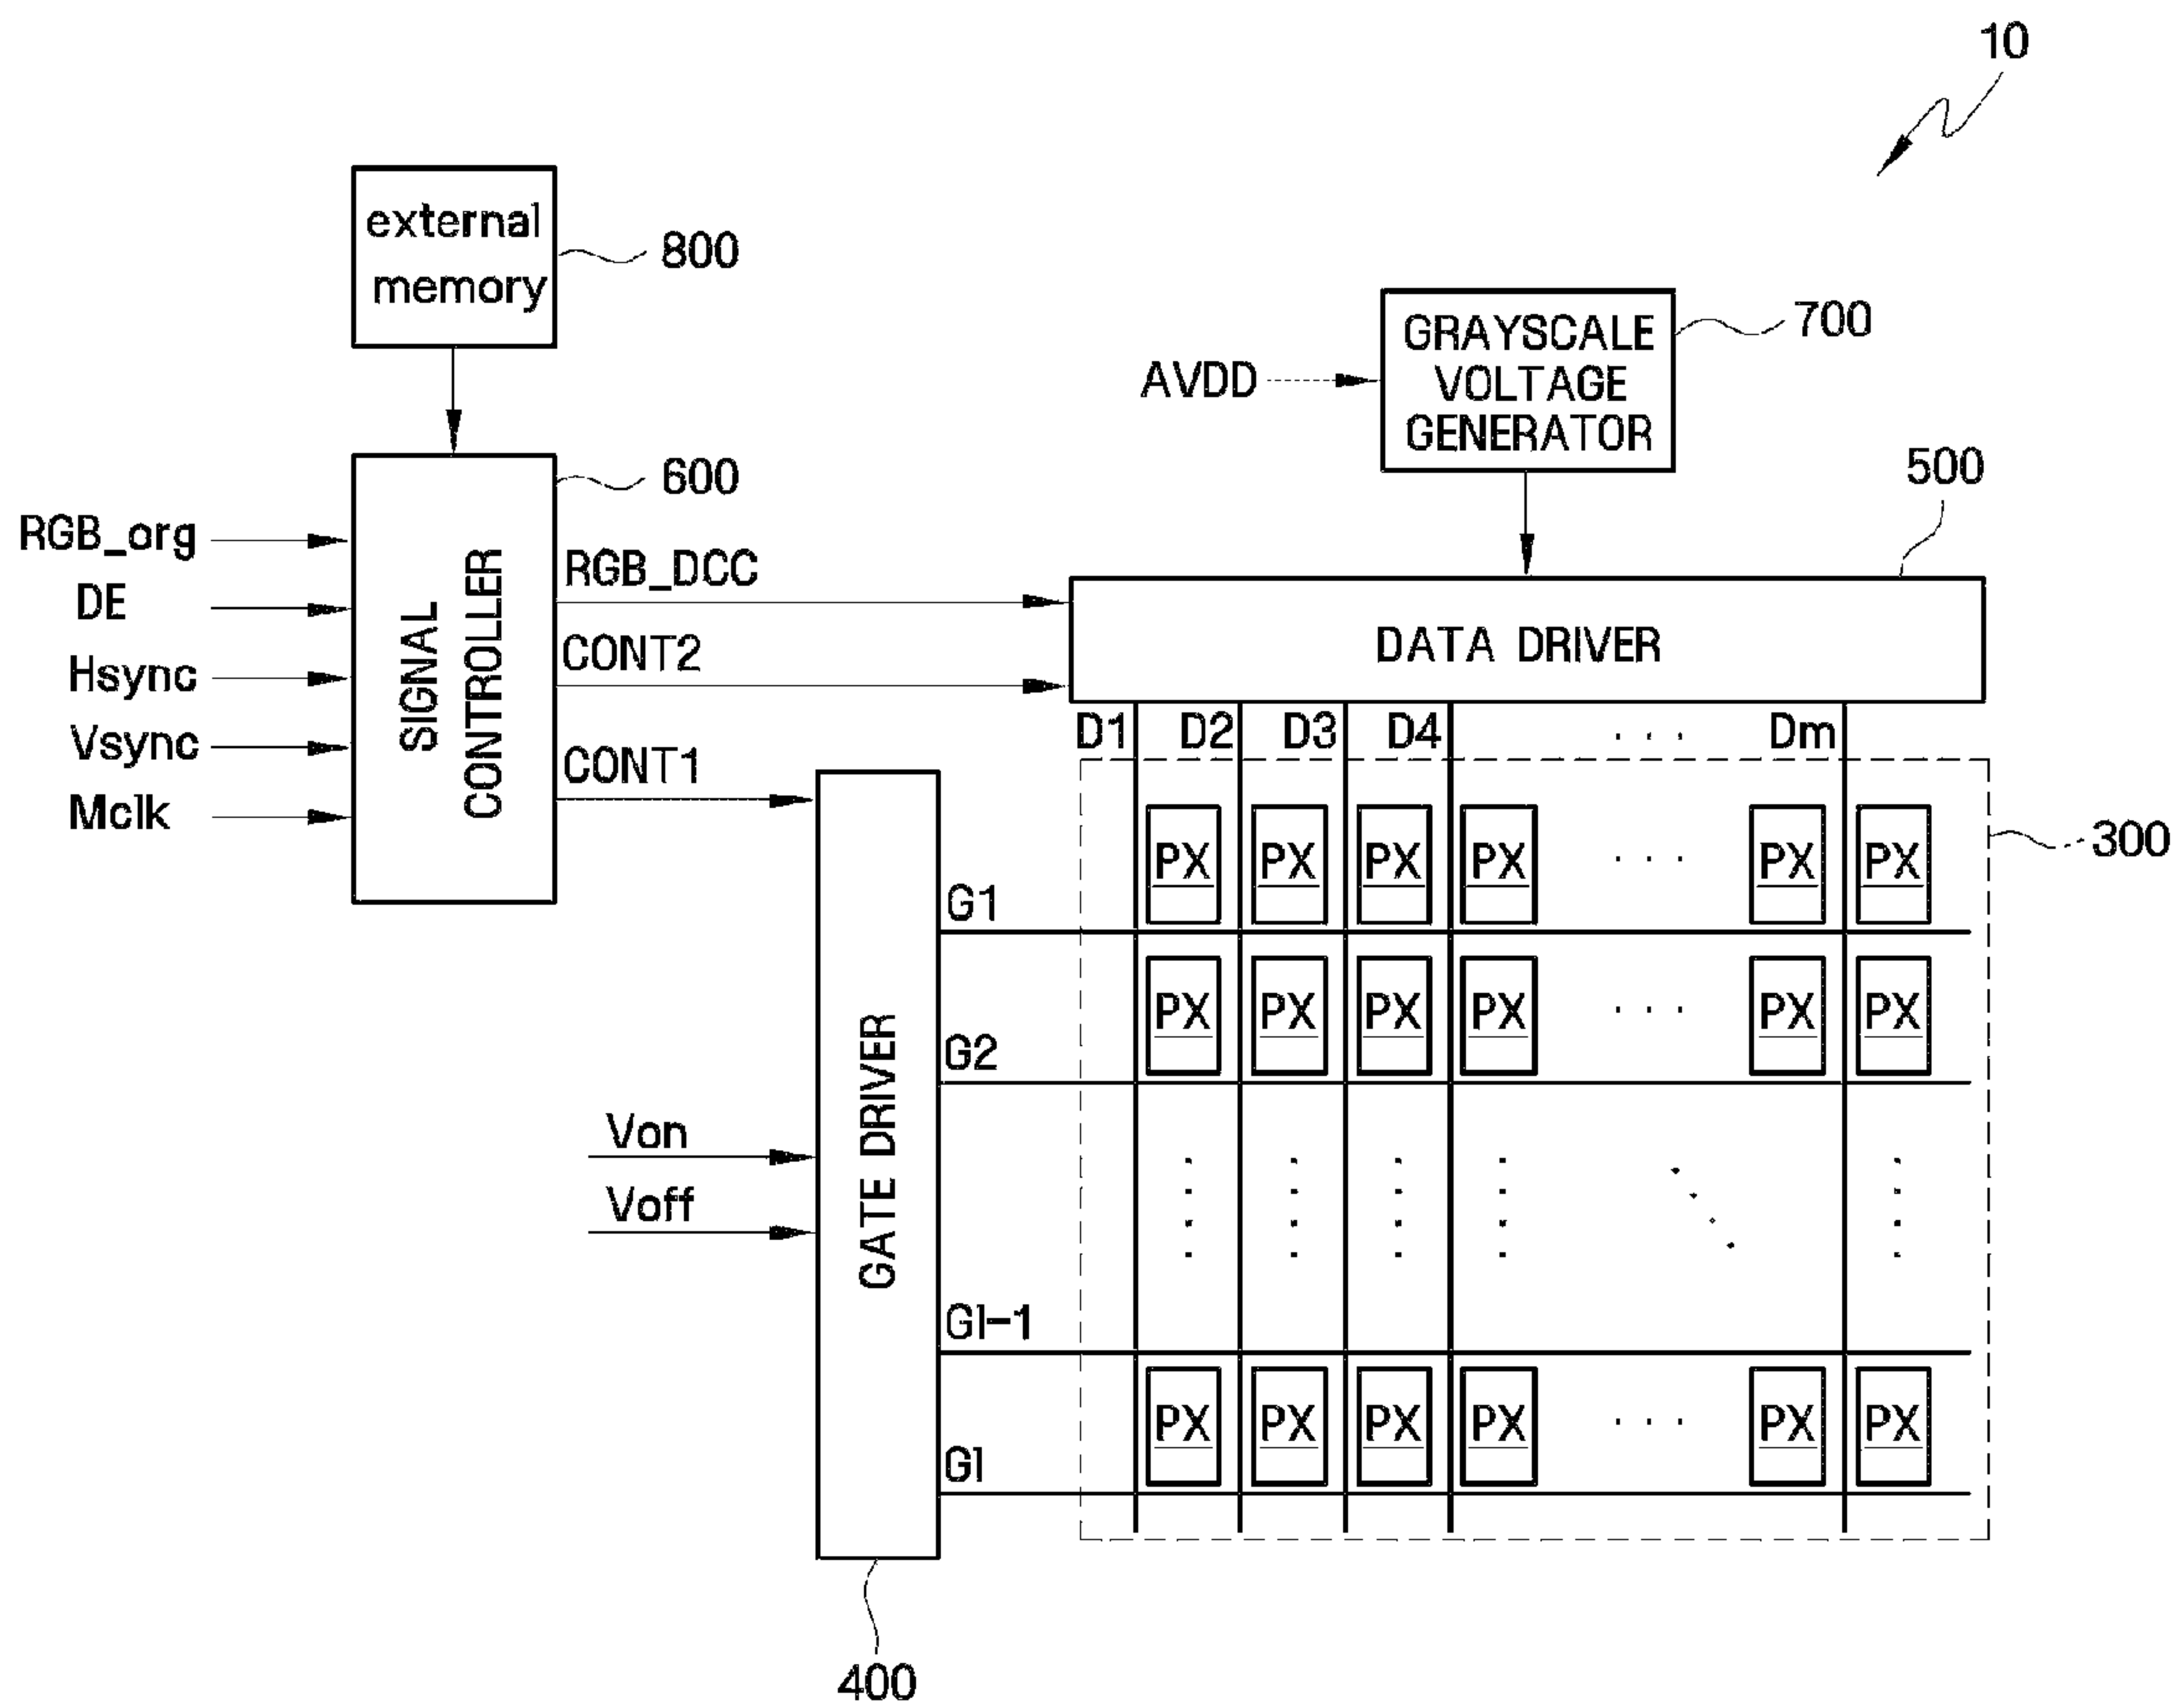 10
external
memory
800
GRAYSCALE
VOLTAGE
GENERATOR
700
AVDD
600
500
RGB_org
DE
Hsync
Vsync
Mclk
SIGNAL
CONTROLLER
RGB_DCC
CONT2
CONT1
DATA DRIVER
D1 D2 D3 D4 · · · Dm
300
PX PX PX PX · · · PX PX
G1
PX PX PX PX · · · PX PX
G2
GATE DRIVER
Von
Voff
Gl-1
PX PX PX PX · · · PX PX
Gl
400